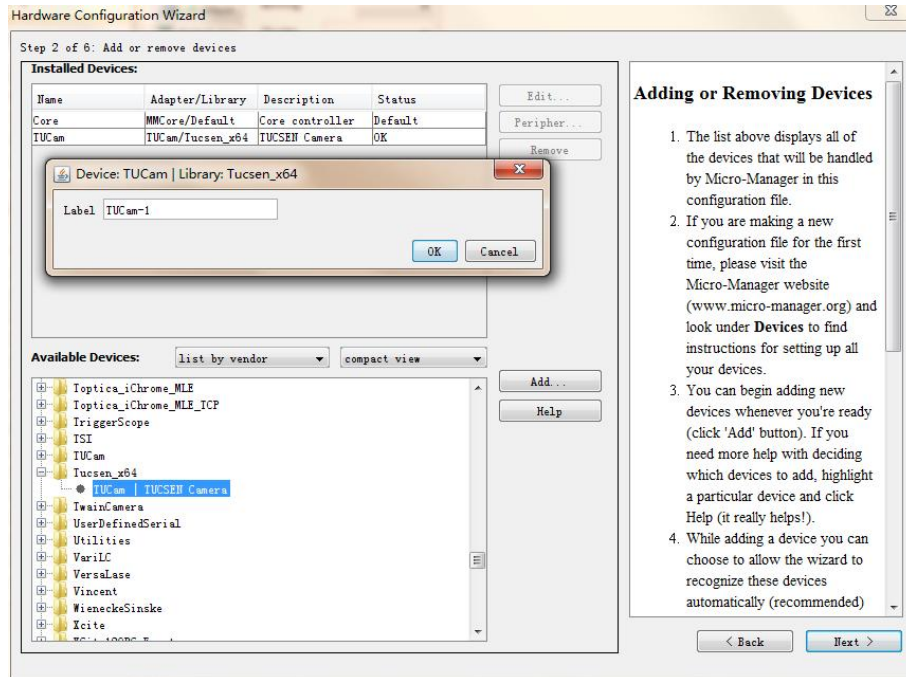 Hardware Configuration Wizard
Step 2 of 6: Add or remove devices
Installed Devices:
Name Adapter/Library Description Status
Core MMCore/Default Core controller Default
TUCam TUCam/Tucsen_x64 TUCSEN Camera OK
Edit...
Peripher...
Remove
Device: TUCam | Library: Tucsen_x64
Label TUCam-1
OK Cancel
Available Devices: list by vendor compact view
Toptica_iChrome_MLE
Toptica_iChrome_MLE_TCP
TriggerScope
TSI
TUCam
Tucsen_x64
TUCam | TUCSEN Camera
TwainCamera
UserDefinedSerial
Utilities
VariLC
VersaLase
Vincent
WieneckeSinske
Xcite
Add...
Help
Adding or Removing Devices
1. The list above displays all of
the devices that will be handled
by Micro-Manager in this
configuration file.
2. If you are making a new
configuration file for the first
time, please visit the
Micro-Manager website
(www.micro-manager.org) and
look under Devices to find
instructions for setting up all
your devices.
3. You can begin adding new
devices whenever you're ready
(click 'Add' button). If you
need more help with deciding
which devices to add, highlight
a particular device and click
Help (it really helps!).
4. While adding a device you can
choose to allow the wizard to
recognize these devices
automatically (recommended)
< Back Next >